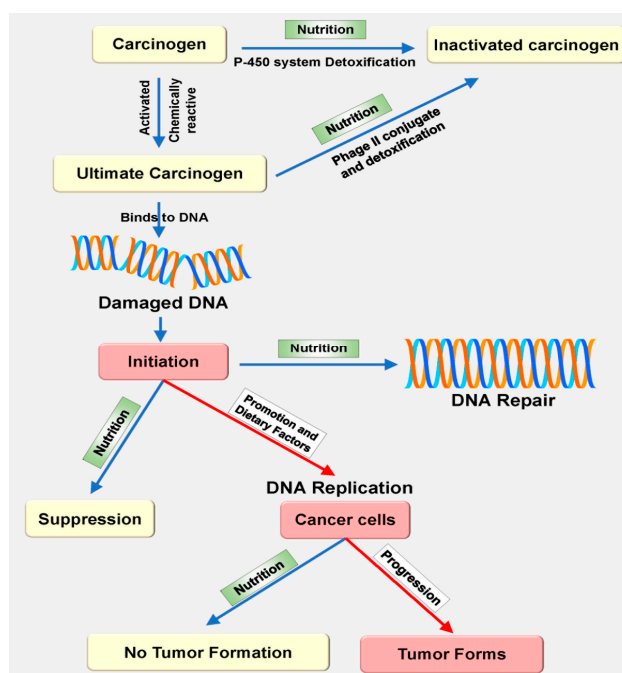 Carcinogen
Nutrition
P-450 system Detoxification
Inactivated carcinogen
Activated
Chemically
reactive
Nutrition
Phage II conjugate
and detoxification
Ultimate Carcinogen
Binds to DNA
Damaged DNA
Initiation
Nutrition
DNA Repair
Nutrition
Promotion and
Dietary Factors
DNA Replication
Suppression
Cancer cells
Nutrition
Progression
No Tumor Formation
Tumor Forms